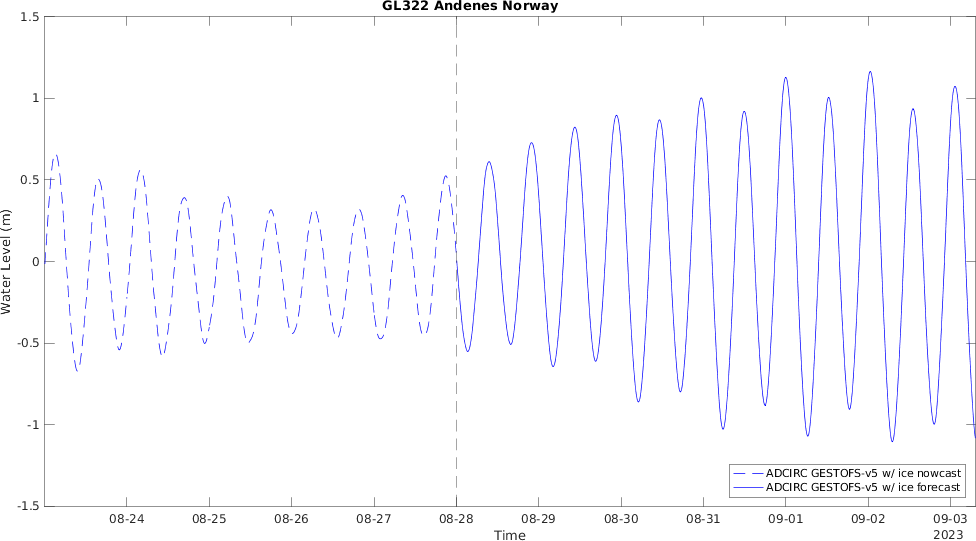 GL322 Andenes Norway
1.5
1
0.5
0
-0.5
-1
-1.5
Water Level (m)
08-24 08-25 08-26 08-27 08-28 08-29 08-30 08-31 09-01 09-02 09-03
Time
2023
ADCIRC GESTOFS-v5 w/ ice nowcast
ADCIRC GESTOFS-v5 w/ ice forecast